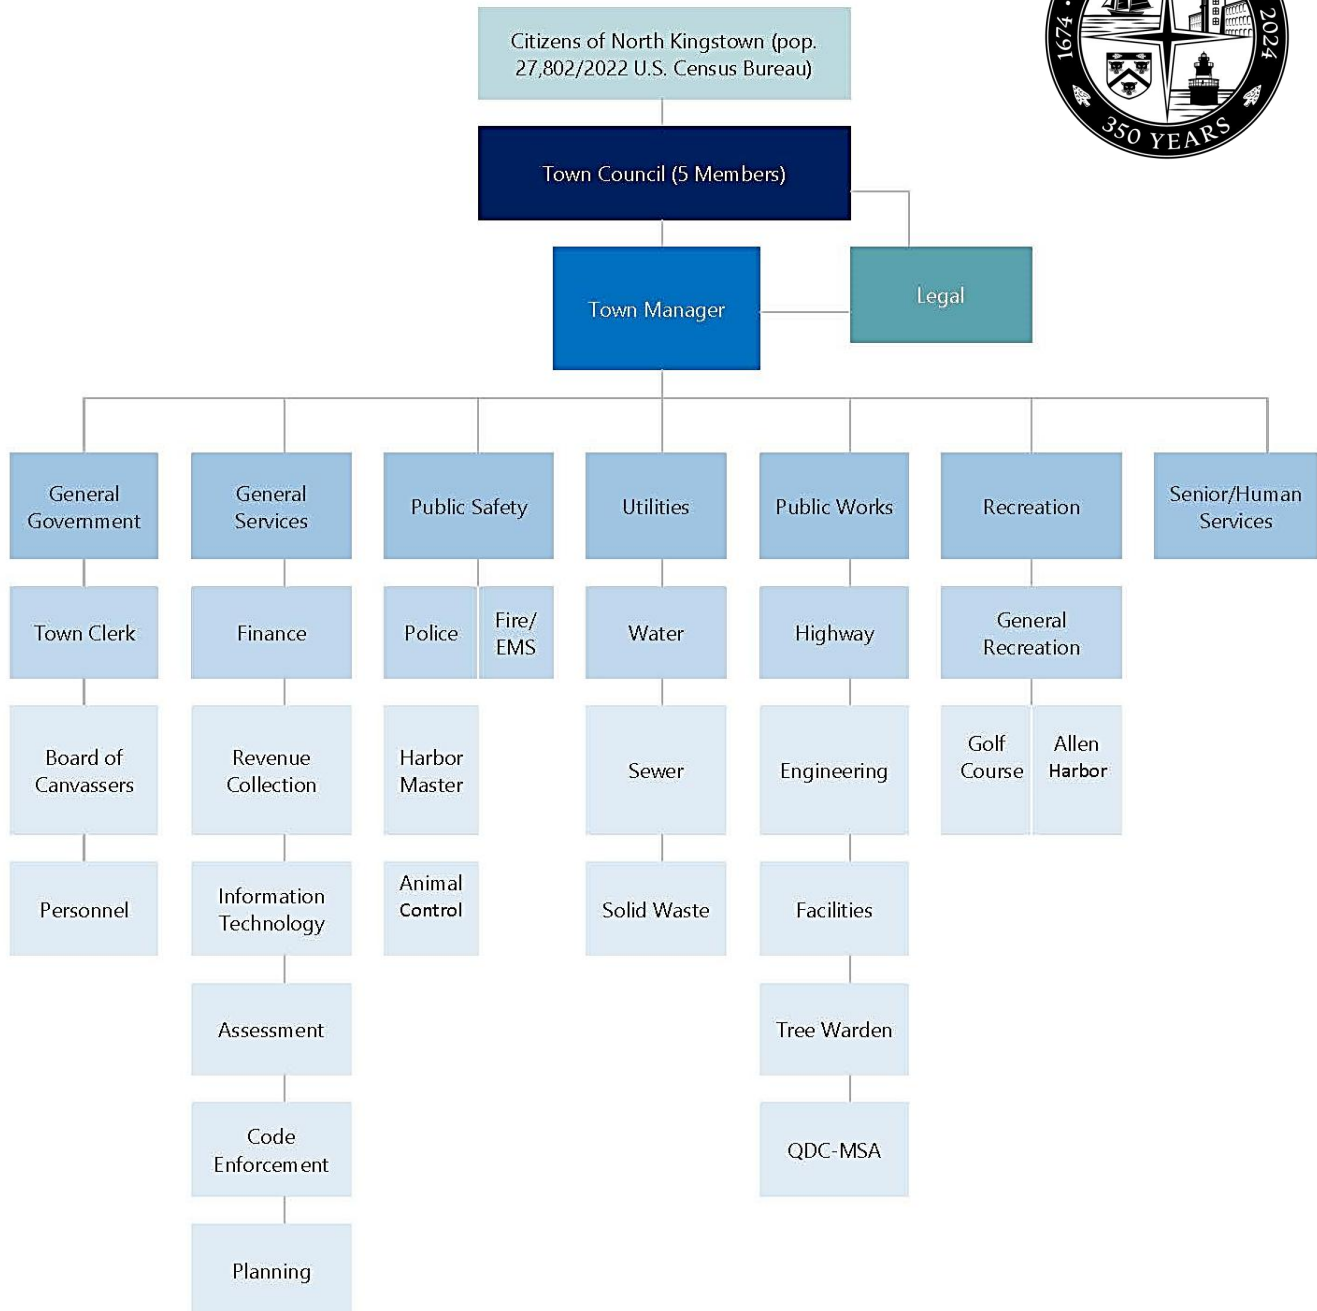 1674 •
2024
350 YEARS
Citizens of North Kingstown (pop.
27,802/2022 U.S. Census Bureau)
Town Council (5 Members)
Town Manager
Legal
General
Government
General
Services
Public Safety
Utilities
Public Works
Recreation
Senior/Human
Services
Town Clerk
Finance
Police
Fire/
EMS
Water
Highway
General
Recreation
Board of
Canvassers
Revenue
Collection
Harbor
Master
Sewer
Engineering
Golf
Course
Allen
Harbor
Personnel
Information
Technology
Animal
Control
Solid Waste
Facilities
Assessment
Tree Warden
Code
Enforcement
QDC-MSA
Planning